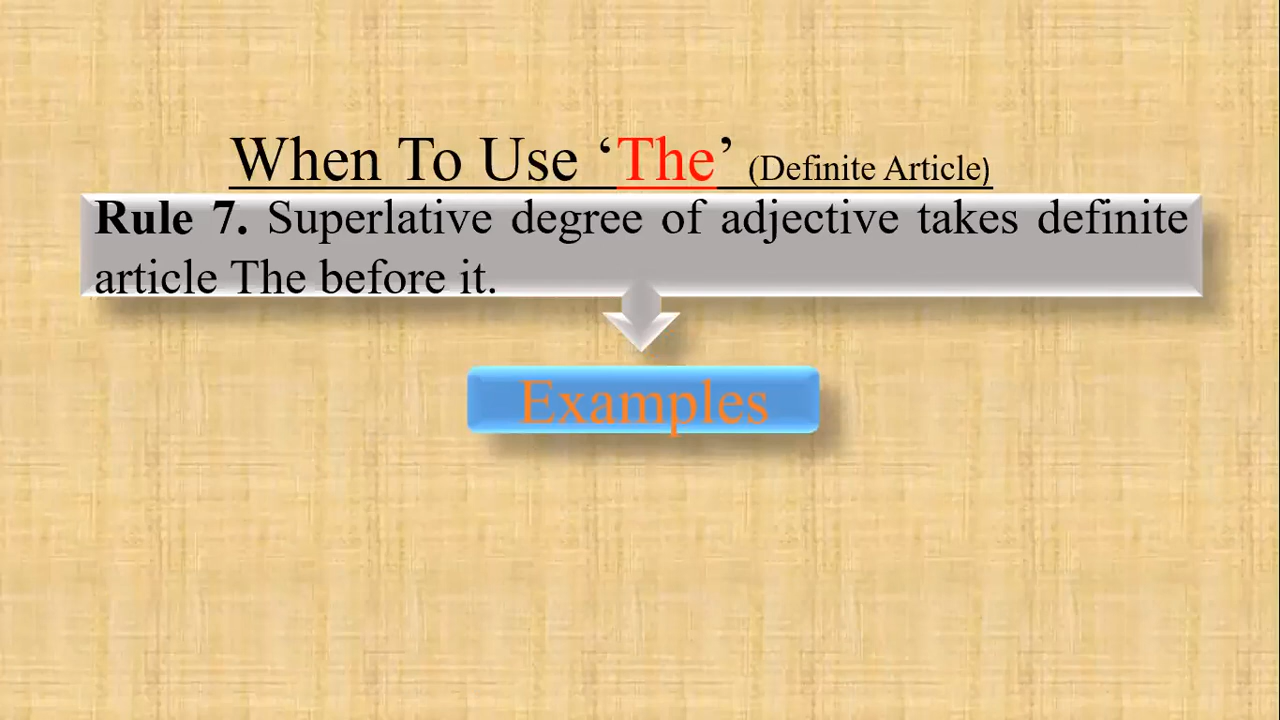 When To Use ‘The’ (Definite Article)
Rule 7. Superlative degree of adjective takes definite
article The before it.
Examples